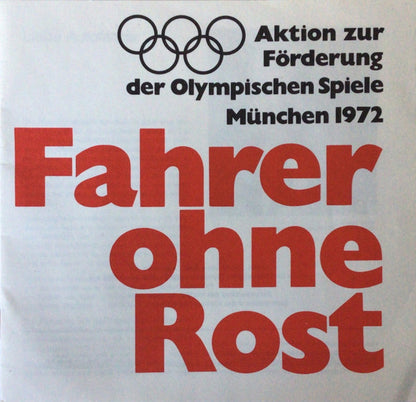 Aktion zur
Förderung
der Olympischen Spiele
München 1972
Fahrer
ohne
Rost